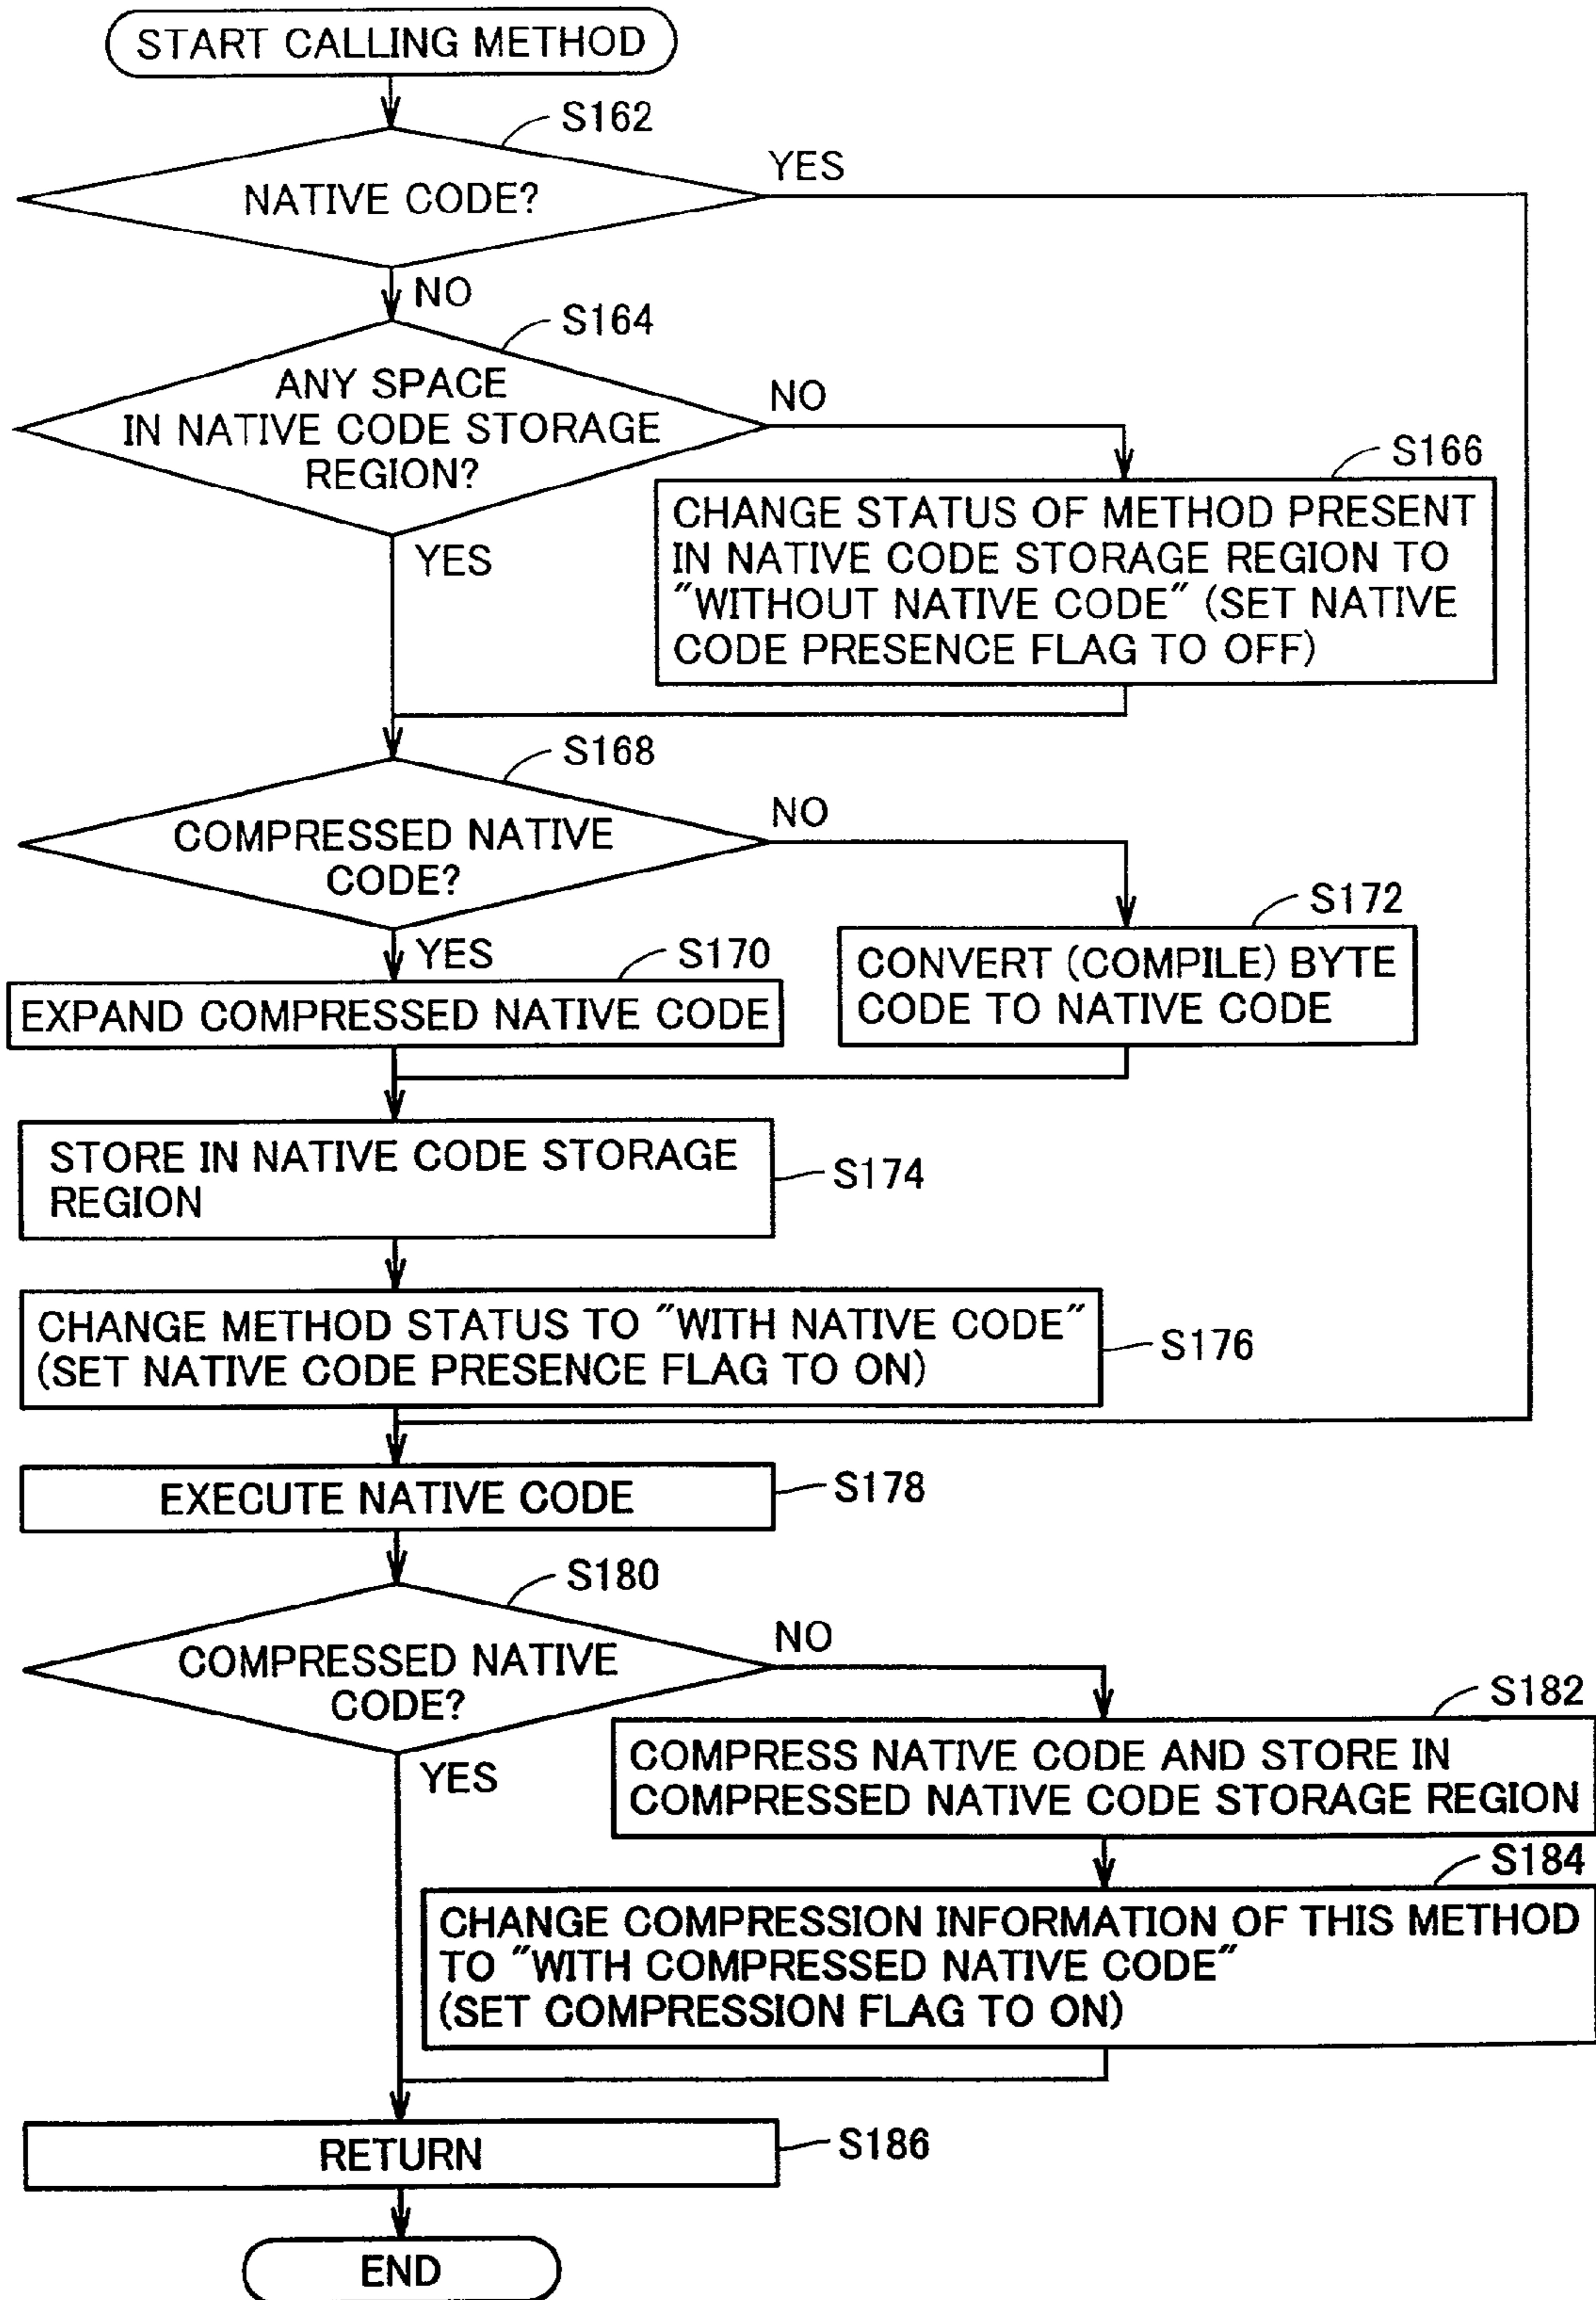 START CALLING METHOD
S162
NATIVE CODE?
YES
NO
S164
ANY SPACE
IN NATIVE CODE STORAGE
REGION?
NO
YES
S166
CHANGE STATUS OF METHOD PRESENT
IN NATIVE CODE STORAGE REGION TO
"WITHOUT NATIVE CODE" (SET NATIVE
CODE PRESENCE FLAG TO OFF)
S168
COMPRESSED NATIVE
CODE?
NO
YES
S170
EXPAND COMPRESSED NATIVE CODE
S172
CONVERT (COMPILE) BYTE
CODE TO NATIVE CODE
STORE IN NATIVE CODE STORAGE
REGION
S174
CHANGE METHOD STATUS TO "WITH NATIVE CODE"
(SET NATIVE CODE PRESENCE FLAG TO ON)
S176
EXECUTE NATIVE CODE
S178
S180
COMPRESSED NATIVE
CODE?
NO
YES
S182
COMPRESS NATIVE CODE AND STORE IN
COMPRESSED NATIVE CODE STORAGE REGION
S184
CHANGE COMPRESSION INFORMATION OF THIS METHOD
TO "WITH COMPRESSED NATIVE CODE"
(SET COMPRESSION FLAG TO ON)
RETURN
S186
END